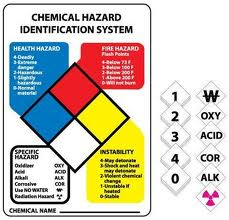 CHEMICAL HAZARD
IDENTIFICATION SYSTEM
HEALTH HAZARD
4-Deadly
3-Extreme
danger
2-Hazardous
1-Slightly
hazardous
0-Normal
material
FIRE HAZARD
Flash Points
4-Below 73 F
3-Below 100 F
2-Above 200 F
1-Above 200 F
0-Will not burn
SPECIFIC
HAZARD
Oxidizer OXY
Acid ACID
Alkali ALK
Corrosive COR
Use NO WATER W
Radiation Hazard
INSTABILITY
4-May detonate
3-Shock and heat
may detonate
2-Violent chemical
change
1-Unstable if
heated
0-Stable
CHEMICAL NAME
1 W
2 OXY
3 ACID
4 COR
0 ALK